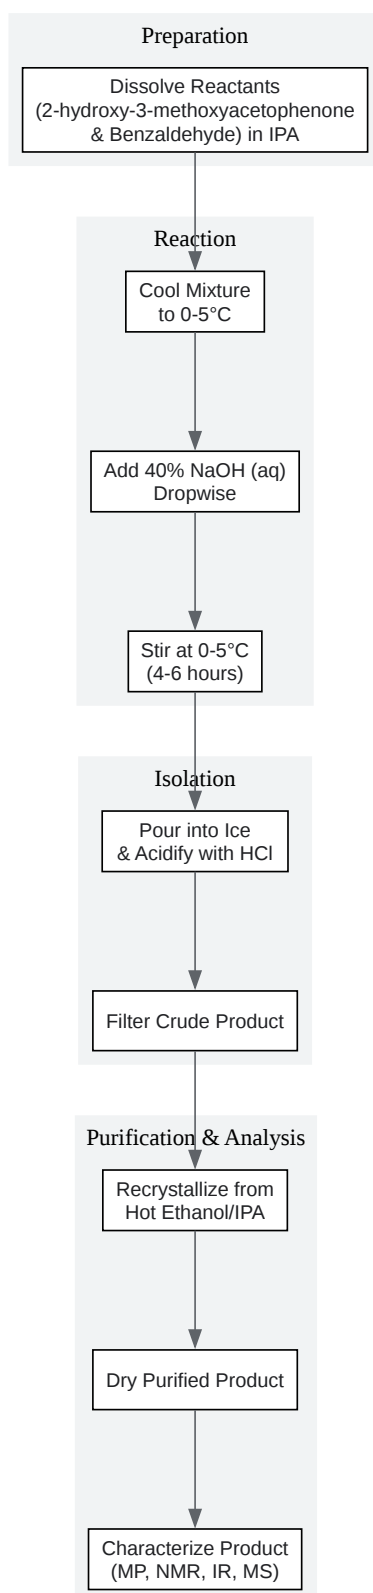 Preparation
Dissolve Reactants
(2-hydroxy-3-methoxyacetophenone
& Benzaldehyde) in IPA
Reaction
Cool Mixture
to 0-5°C
Add 40% NaOH (aq)
Dropwise
Stir at 0-5°C
(4-6 hours)
Isolation
Pour into Ice
& Acidify with HCl
Filter Crude Product
Purification & Analysis
Recrystallize from
Hot Ethanol/IPA
Dry Purified Product
Characterize Product
(MP, NMR, IR, MS)